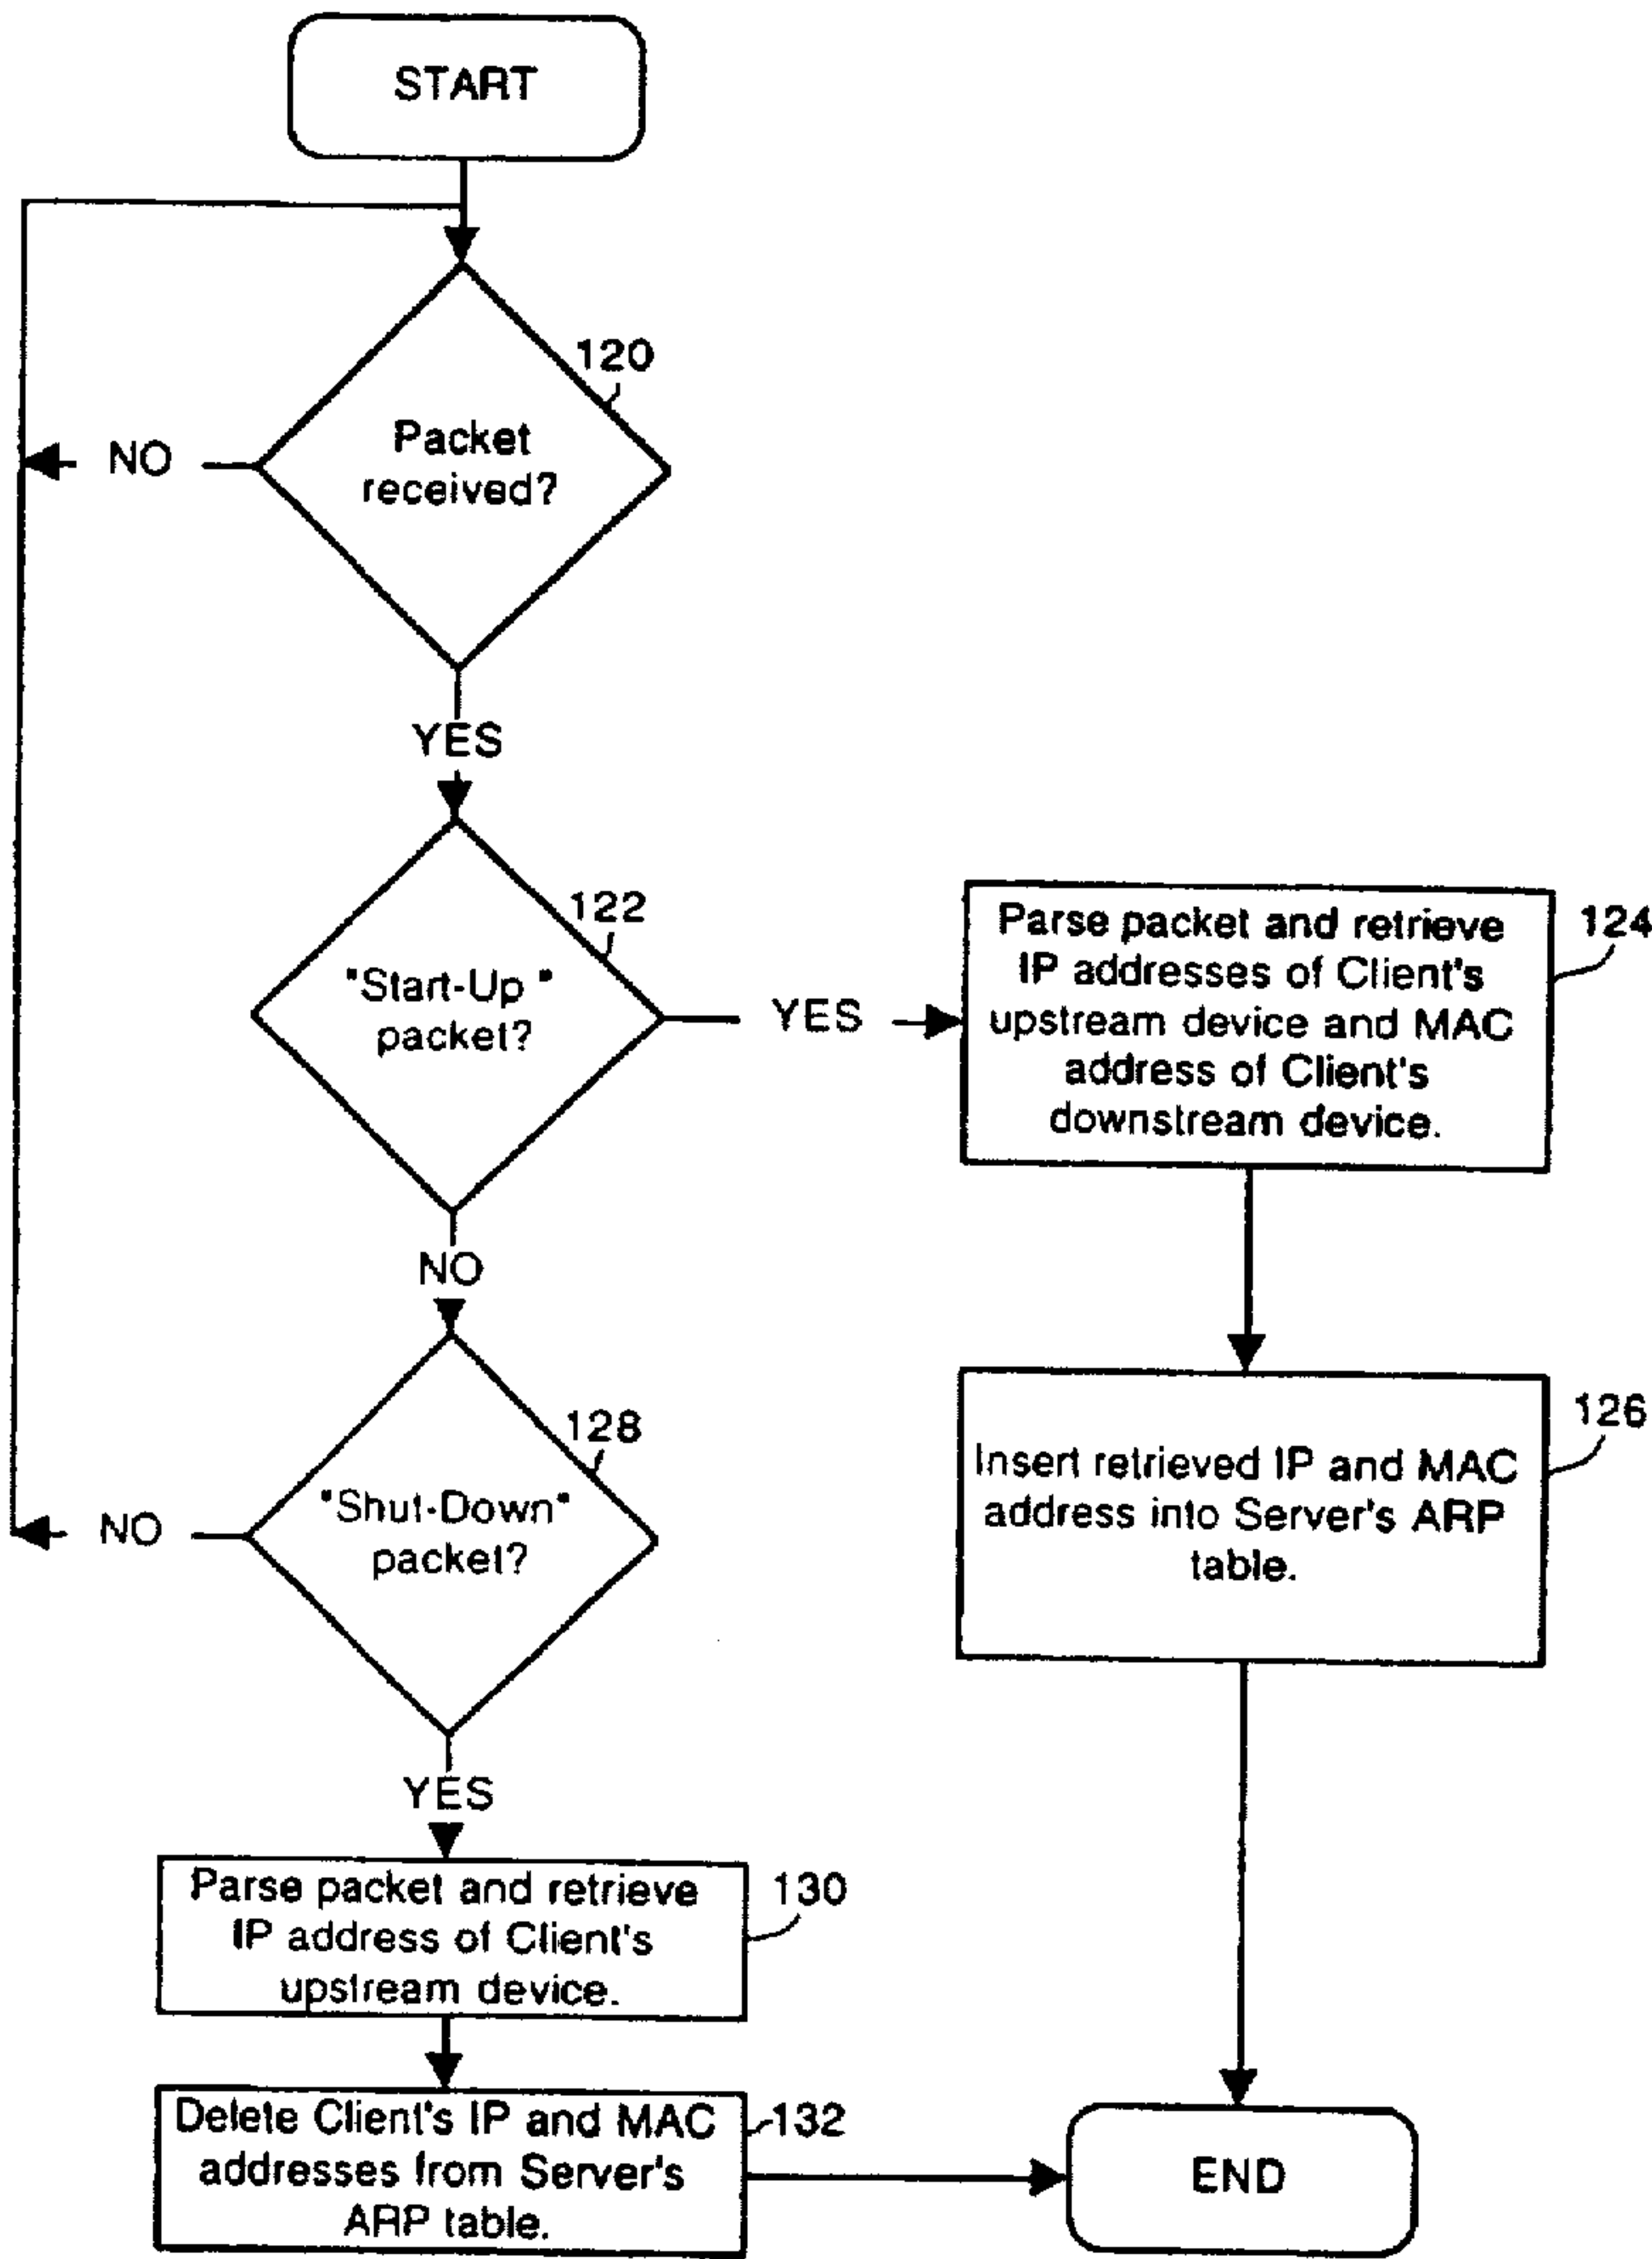 START
120
Packet
received?
NO
YES
122
"Start-Up "
packet?
YES
124
Parse packet and retrieve
IP addresses of Client's
upstream device and MAC
address of Client's
downstream device.
NO
126
Insert retrieved IP and MAC
address into Server's ARP
table.
128
"Shut-Down"
packet?
NO
YES
130
Parse packet and retrieve
IP address of Client's
upstream device.
132
Delete Client's IP and MAC
addresses from Server's
ARP table.
END